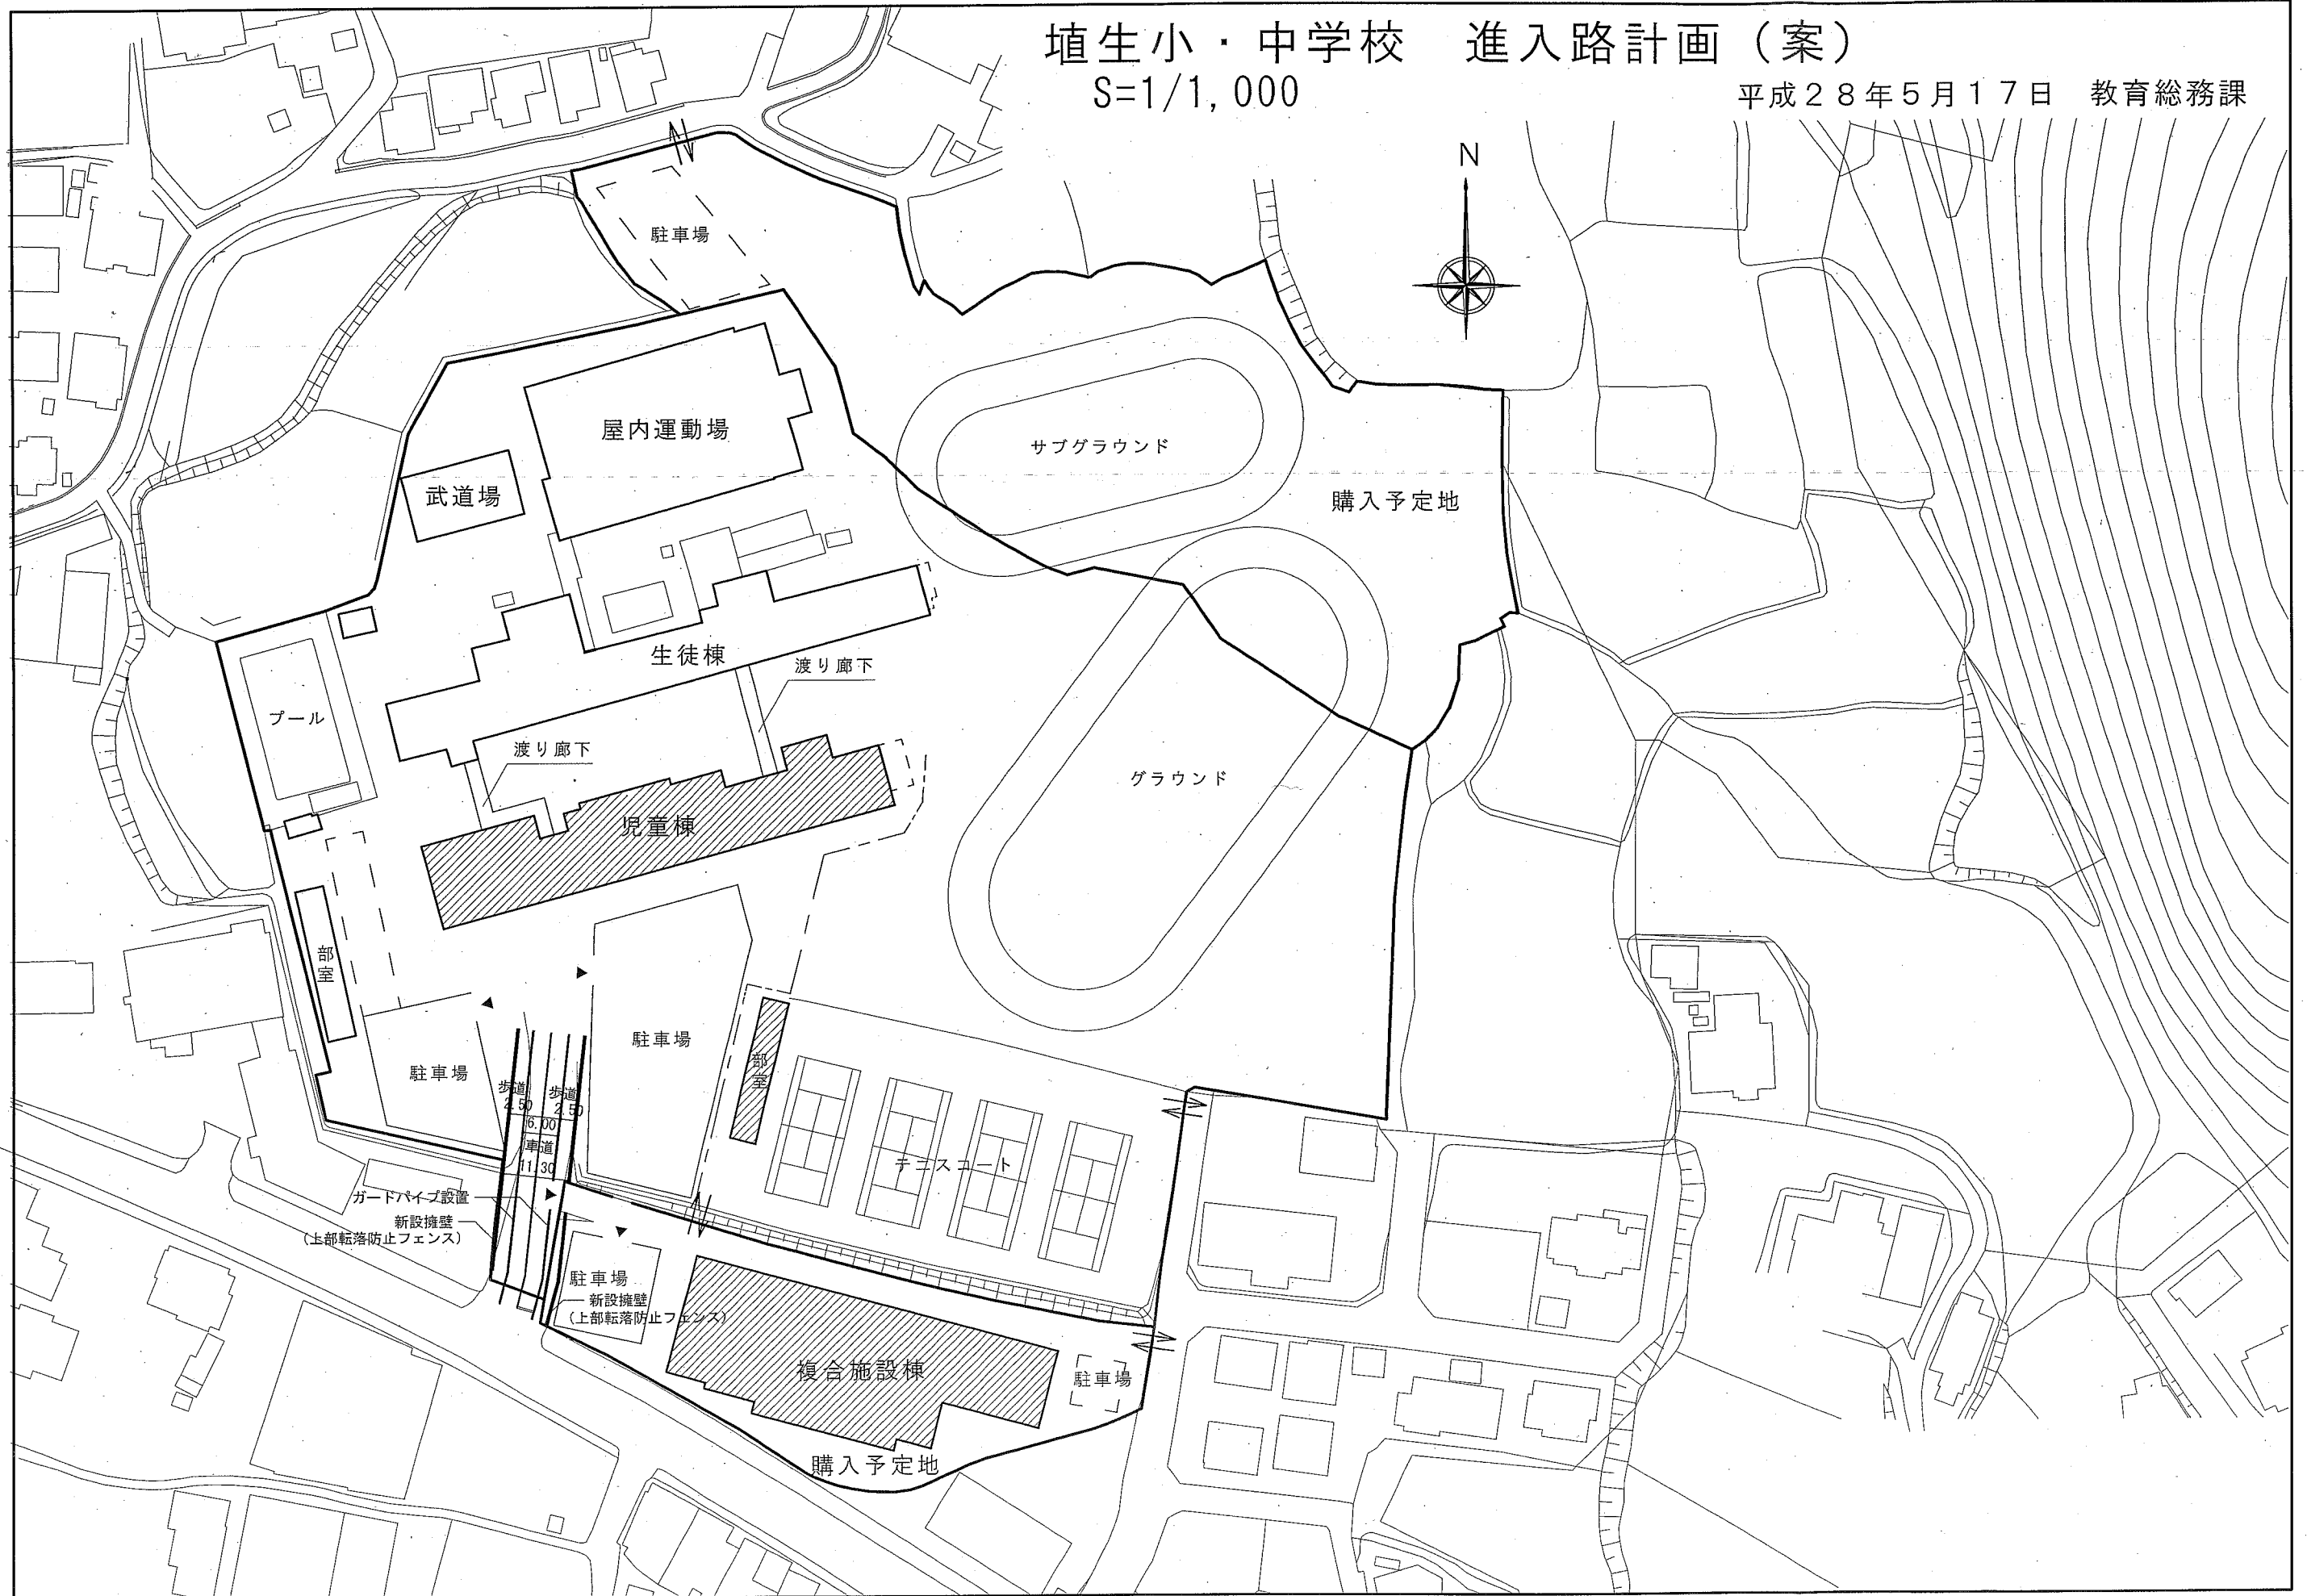 埴生小・中学校　進入路計画（案）
S=1/1,000
平成２８年５月１７日　教育総務課
N
駐車場
屋内運動場
サブグラウンド
武道場
購入予定地
生徒棟
渡り廊下
プール
渡り廊下
グラウンド
児童棟
部室
駐車場
駐車場
部室
歩道
2.50
歩道
2.50
6.00
車道
11.30
テニスコート
ガードパイプ設置
新設擁壁
（上部転落防止フェンス）
駐車場
新設擁壁
（上部転落防止フェンス）
複合施設棟
駐車場
購入予定地